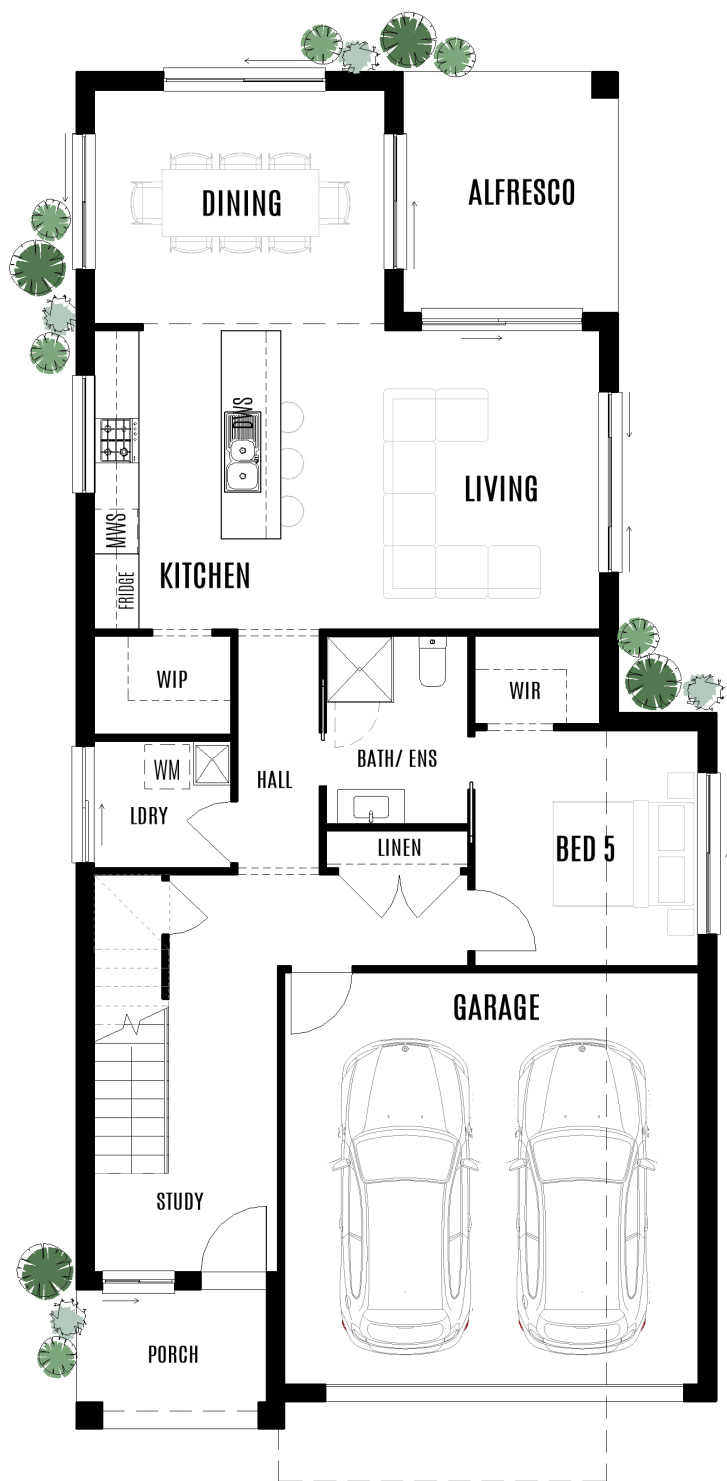 DINING
ALFRESCO
DWS
LIVING
MWS
KITCHEN
FRIDGE
WIP
WIR
BATH/ ENS
WM
HALL
LDRY
LINEN
BED 5
GARAGE
STUDY
PORCH